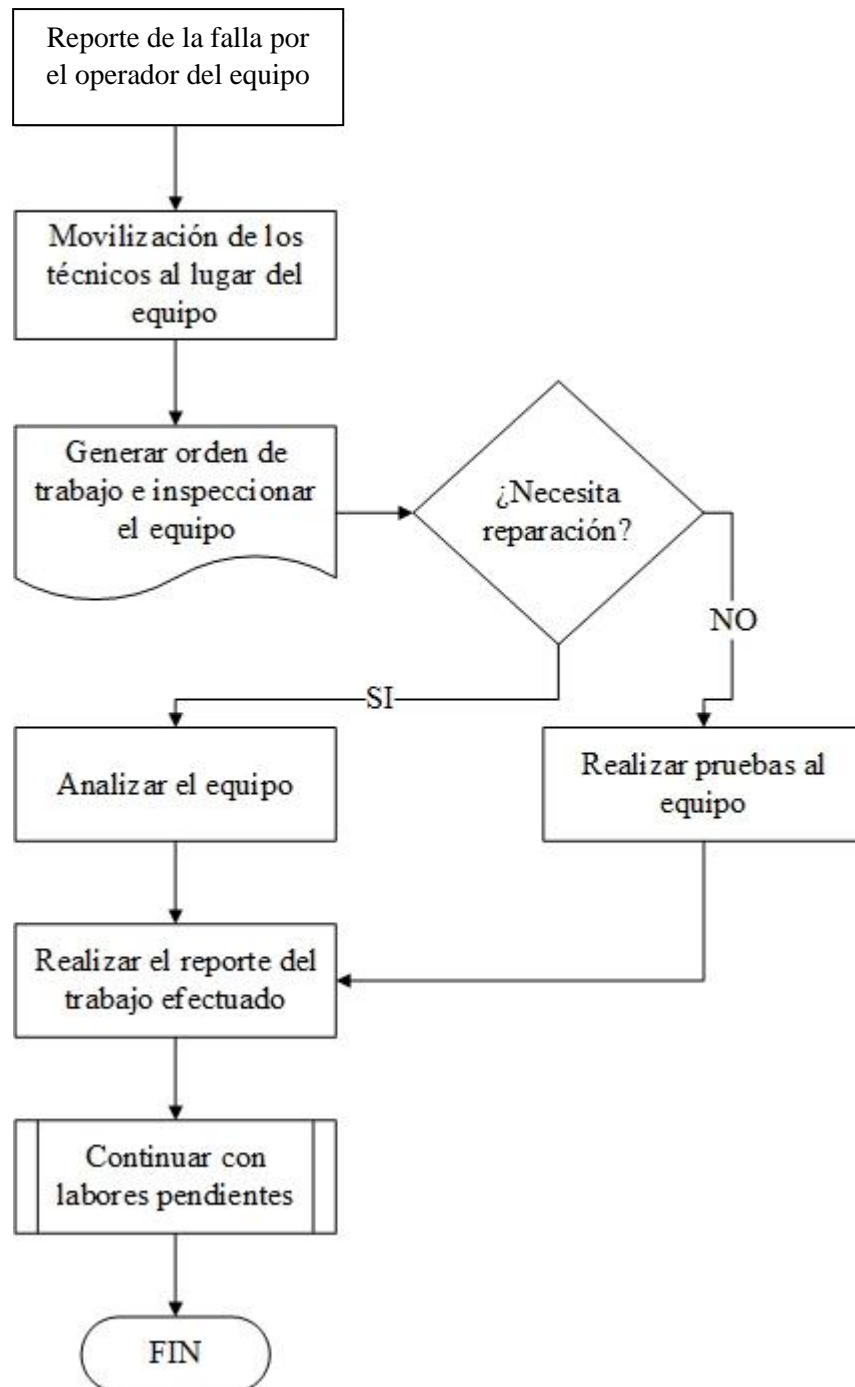 Reporte de la falla por
el operador del equipo
Movilización de los
técnicos al lugar del
equipo
Generar orden de
trabajo e inspeccionar
el equipo
¿Necesita
reparación?
NO
SI
Analizar el equipo
Realizar pruebas al
equipo
Realizar el reporte del
trabajo efectuado
Continuar con
labores pendientes
FIN